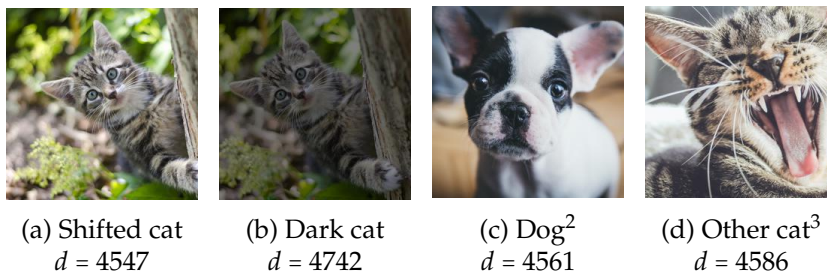 (a) Shifted cat
d = 4547
(b) Dark cat
d = 4742
(c) Dog²
d = 4561
(d) Other cat³
d = 4586